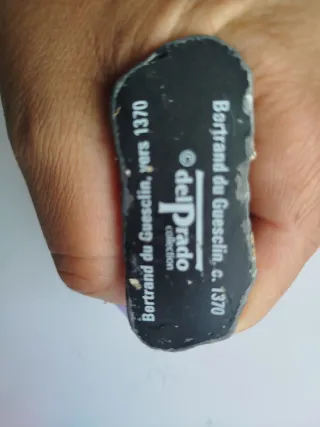 Bertrand du Guesclin, c. 1370
© delPrado
collection
Bertrand du Guesclin, vers 1370